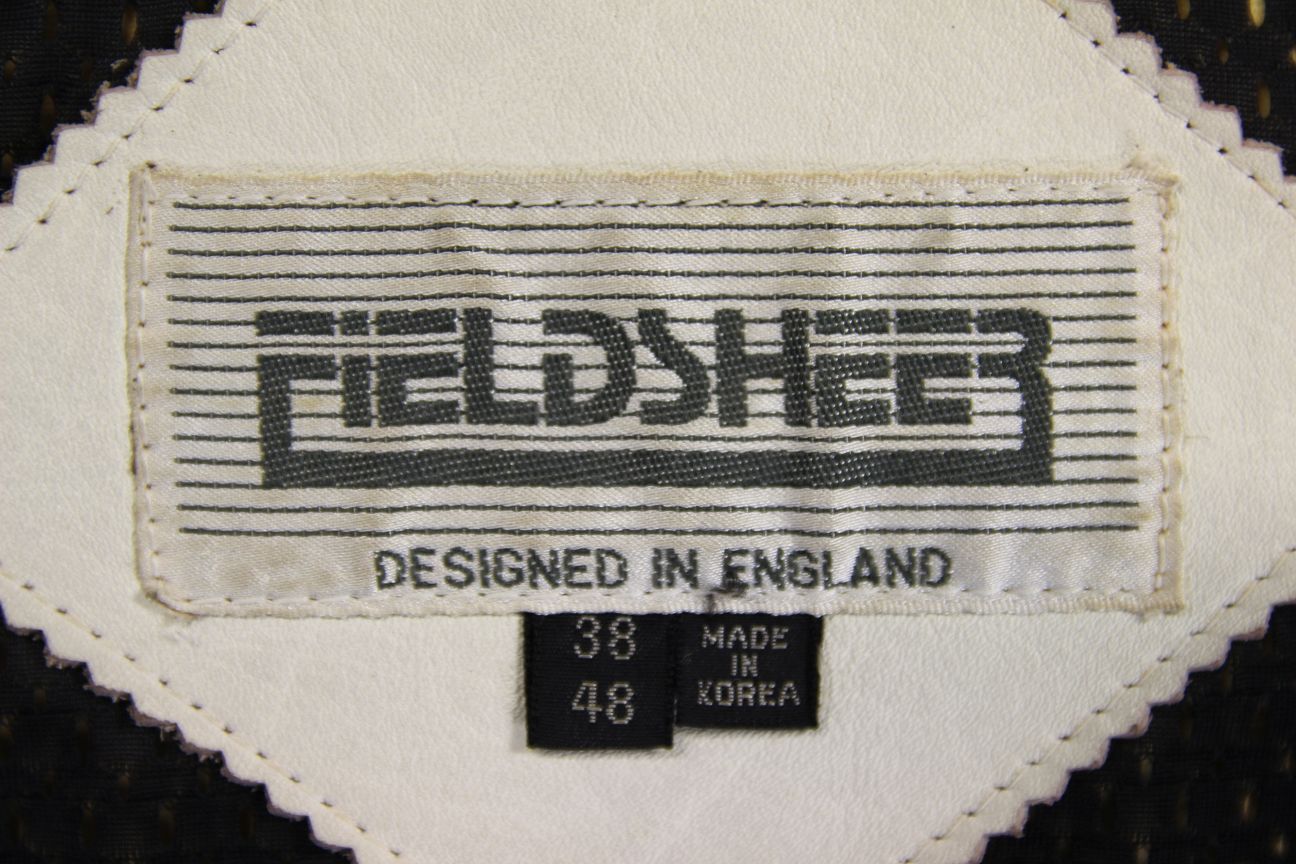 FIELDSHEER
DESIGNED IN ENGLAND
38
48
MADE
IN
KOREA